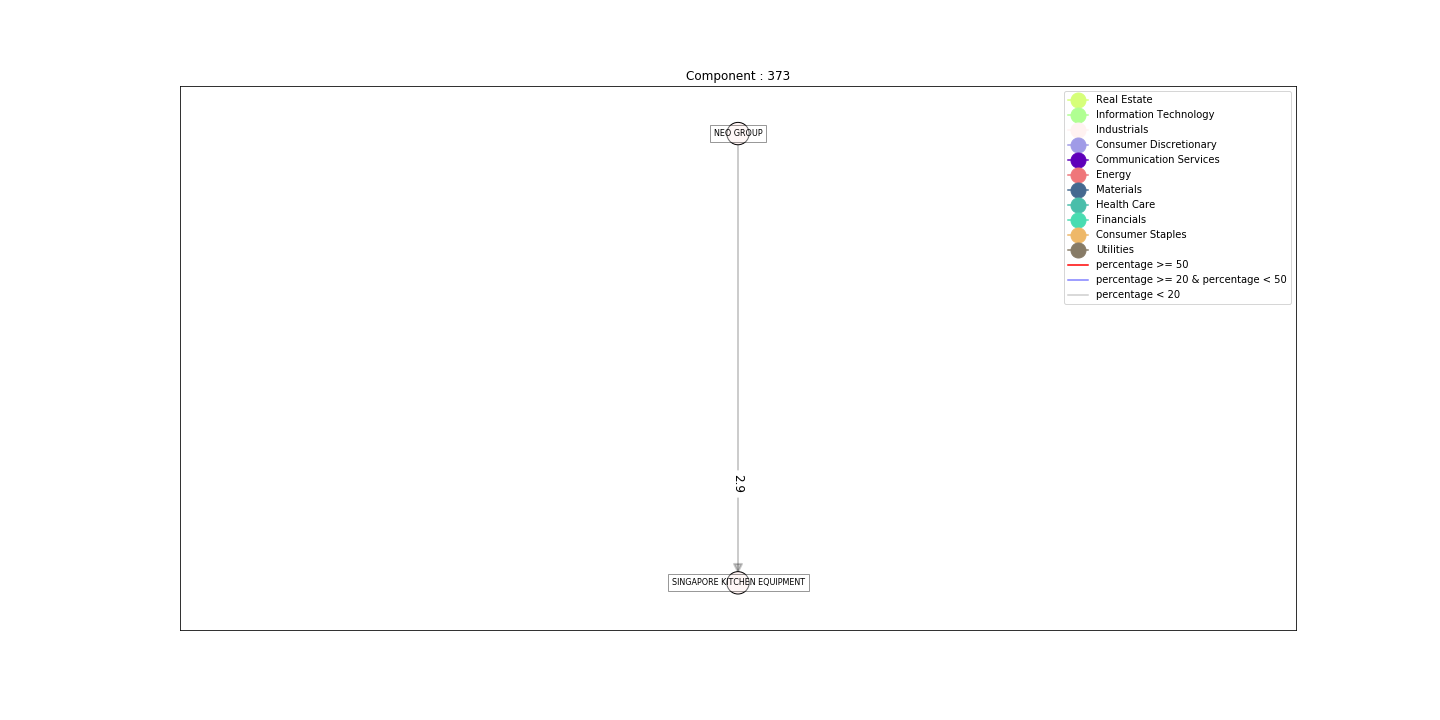 Component : 373
NEO GROUP
Real Estate
Information Technology
Industrials
Consumer Discretionary
Communication Services
Energy
Materials
Health Care
Financials
Consumer Staples
Utilities
percentage >= 50
percentage >= 20 & percentage < 50
percentage < 20
2.9
SINGAPORE KITCHEN EQUIPMENT